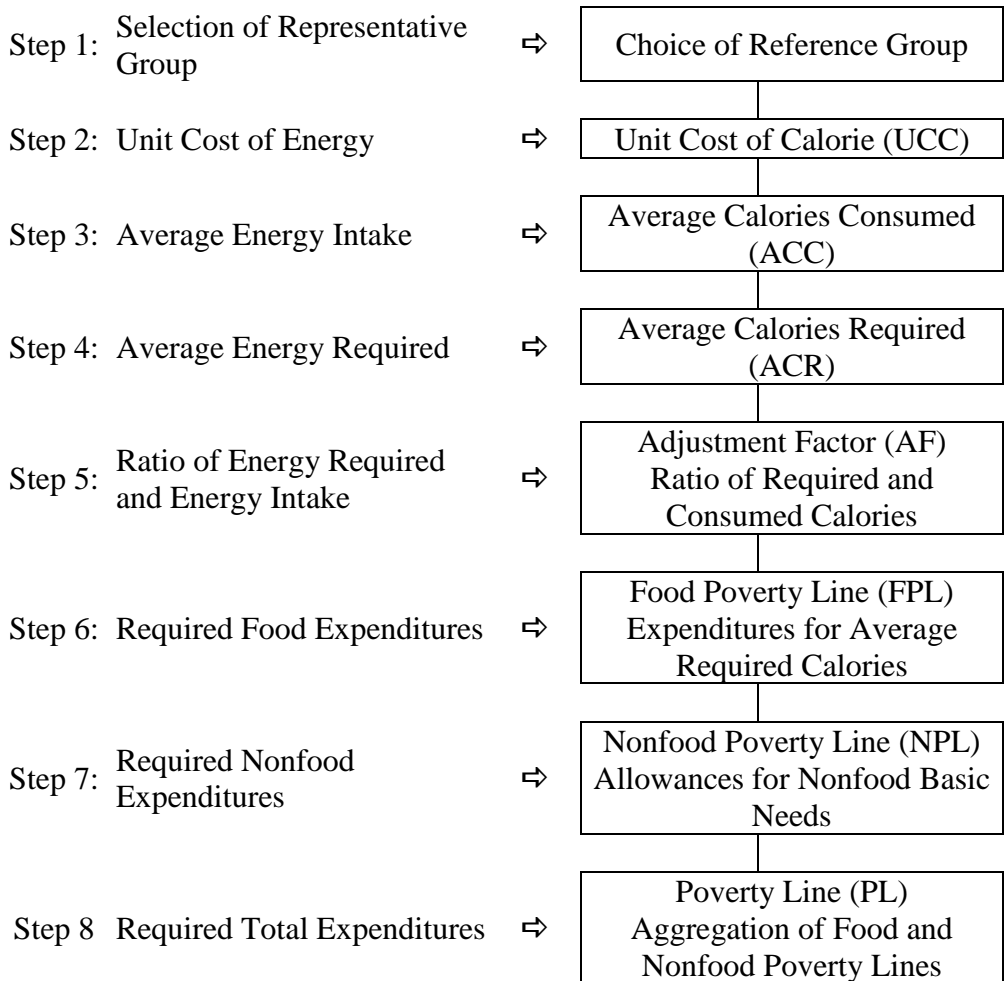 Step 1: Selection of Representative Group ⇨ Choice of Reference Group
Step 2: Unit Cost of Energy ⇨ Unit Cost of Calorie (UCC)
Step 3: Average Energy Intake ⇨ Average Calories Consumed
(ACC)
Step 4: Average Energy Required ⇨ Average Calories Required
(ACR)
Step 5: Ratio of Energy Required
and Energy Intake ⇨ Adjustment Factor (AF)
Ratio of Required and
Consumed Calories
Step 6: Required Food Expenditures ⇨ Food Poverty Line (FPL)
Expenditures for Average
Required Calories
Step 7: Required Nonfood
Expenditures ⇨ Nonfood Poverty Line (NPL)
Allowances for Nonfood Basic
Needs
Step 8 Required Total Expenditures ⇨ Poverty Line (PL)
Aggregation of Food and
Nonfood Poverty Lines